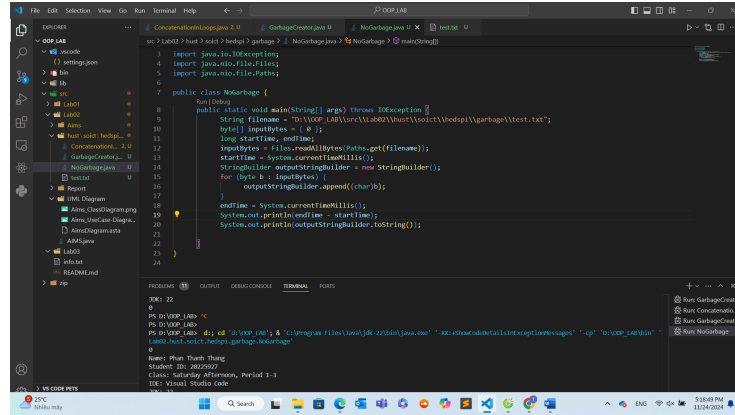 File Edit Selection View Go Run Terminal Help
OOP_LAB
EXPLORER
ConcatenationInLoops.java 2, U
GarbageCreator.java U
NoGarbage.java U
test.txt U
OOP_LAB
.vscode
{} settings.json
bin
lib
src
Lab01
Lab02
Aims
hust\soict\hedspi...
ConcatenationI... 2, U
GarbageCreator.j... U
NoGarbage.java U
test.txt U
Report
UML Diagram
Aims_ClassDiagram.png
Aims_UseCase-Diagra...
AimsDiagram.asta
AIMS.java
Lab03
info.txt
README.md
zip
VS CODE PETS
src > Lab02 > hust > soict > hedspi > garbage > NoGarbage.java > NoGarbage > main(String[])
3 import java.io.IOException;
4 import java.nio.file.Files;
5 import java.nio.file.Paths;
6
7 public class NoGarbage {
Run | Debug
8 public static void main(String[] args) throws IOException {
9 String filename = "D:\\OOP_LAB\\src\\Lab02\\hust\\soict\\hedspi\\garbage\\test.txt";
10 byte[] inputBytes = { 0 };
11 long startTime, endTime;
12 inputBytes = Files.readAllBytes(Paths.get(filename));
13 startTime = System.currentTimeMillis();
14 StringBuilder outputStringBuilder = new StringBuilder();
15 for (byte b : inputBytes) {
16 outputStringBuilder.append((char)b);
17 }
18 endTime = System.currentTimeMillis();
19 System.out.println(endTime - startTime);
20 System.out.println(outputStringBuilder.toString());
21
22 }
23 }
24
PROBLEMS 11 OUTPUT DEBUG CONSOLE TERMINAL PORTS
JDK: 22
0
PS D:\OOP_LAB> ^C
PS D:\OOP_LAB>
PS D:\OOP_LAB> d:; cd 'd:\OOP_LAB'; & 'C:\Program Files\Java\jdk-22\bin\java.exe' '-XX:+ShowCodeDetailsInExceptionMessages' '-cp' 'D:\OOP_LAB\bin' '
Lab02.hust.soict.hedspi.garbage.NoGarbage'
0
Name: Phan Thanh Thang
Student ID: 20225927
Class: Saturday Afternoon, Period 1-3
IDE: Visual Studio Code
JDK: 22
Run: GarbageCreat
Run: Concatenatio.
Run: GarbageCreat
Run: NoGarbage
25°C
Nhiều mây
Search
ENG
5:18:49 PM
11/24/2024